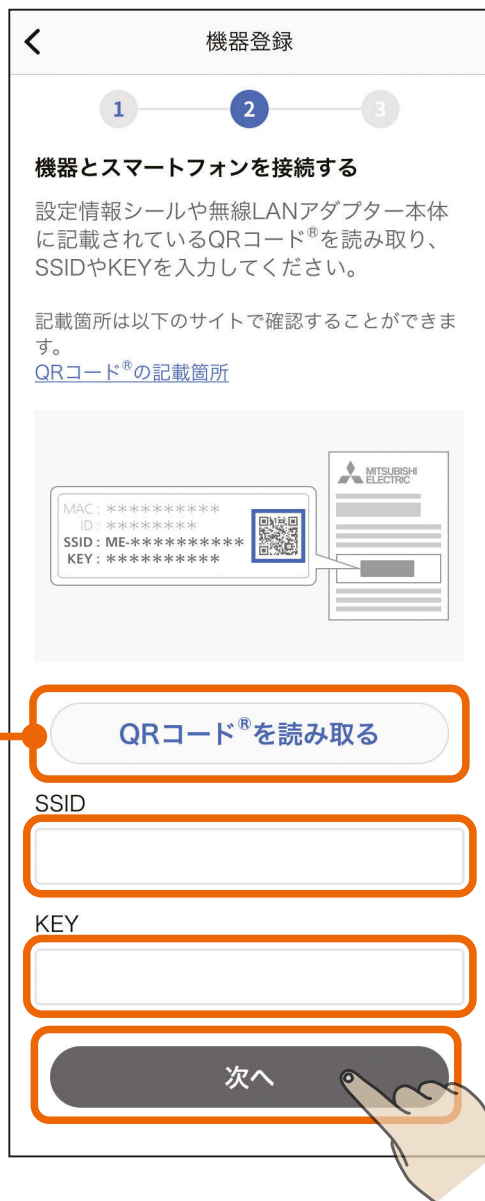 機器登録
1 2 3
機器とスマートフォンを接続する
設定情報シールや無線LANアダプター本体
に記載されているQRコード®を読み取り、
SSIDやKEYを入力してください。
記載箇所は以下のサイトで確認することができま
す。
QRコード®の記載箇所
MITSUBISHI
ELECTRIC
MAC : **********
ID : ********
SSID : ME-**********
KEY : **********
QRコード®を読み取る
SSID
KEY
次へ